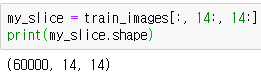 my_slice = train_images[:, 14:, 14:]
print(my_slice.shape)
(60000, 14, 14)